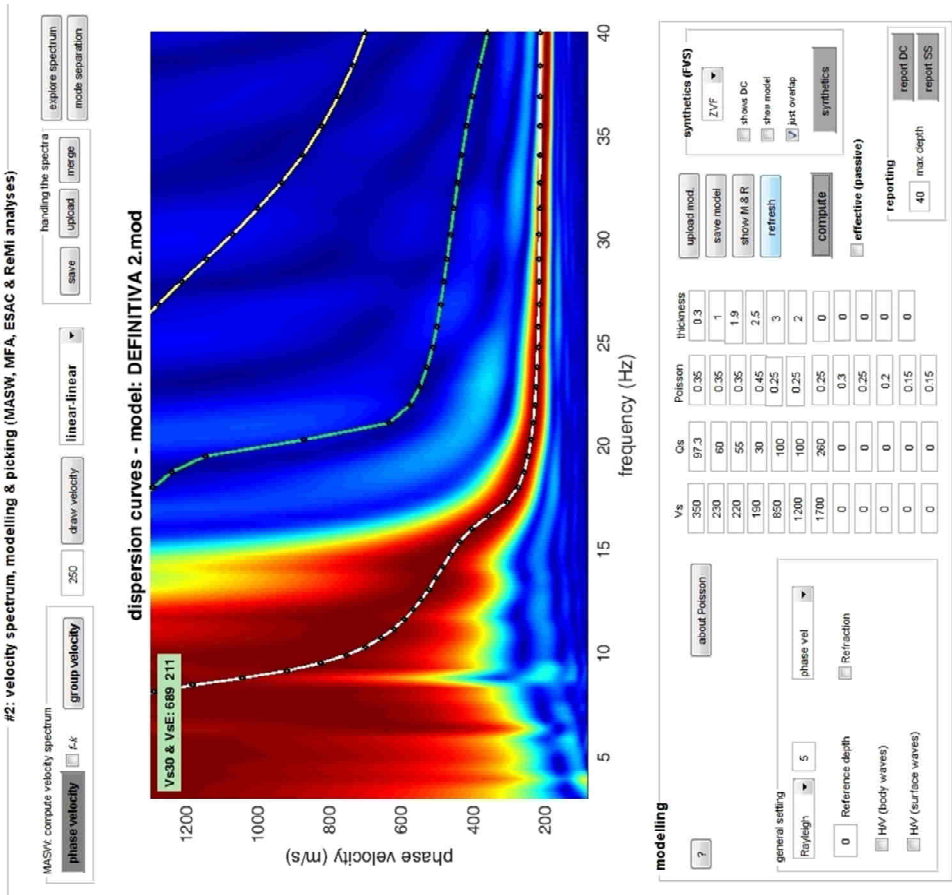 #2: velocity spectrum, modelling & picking (MASW, MFA, ESAC & ReMi analyses)
MASW: compute velocity spectrum
phase velocity
f-k
group velocity
250
draw velocity
linear-linear
handling the spectra
save
upload
merge
explore spectrum
mode separation
dispersion curves - model: DEFINITIVA 2.mod
Vs30 & VsE: 689 211
phase velocity (m/s)
1200
1000
800
600
400
200
5
10
15
20
25
30
35
40
frequency (Hz)
modelling
?
about Poisson
general setting
Rayleigh
5
phase vel
0
Reference depth
Refraction
H/V (body waves)
H/V (surface waves)
Vs Qs Poisson thickness
350 97.3 0.35 0.3
230 60 0.35 1
220 55 0.35 1.9
190 30 0.45 2.5
850 100 0.25 3
1200 100 0.25 2
1700 260 0.25 0
0 0 0.3 0
0 0 0.25 0
0 0 0.2 0
0 0 0.15 0
0 0 0.15
upload mod.
save model
show M & R
refresh
compute
effective (passive)
synthetics (FVS)
ZVF
shows DC
show model
just overlap
synthetics
reporting
40
max depth
report DC
report SS